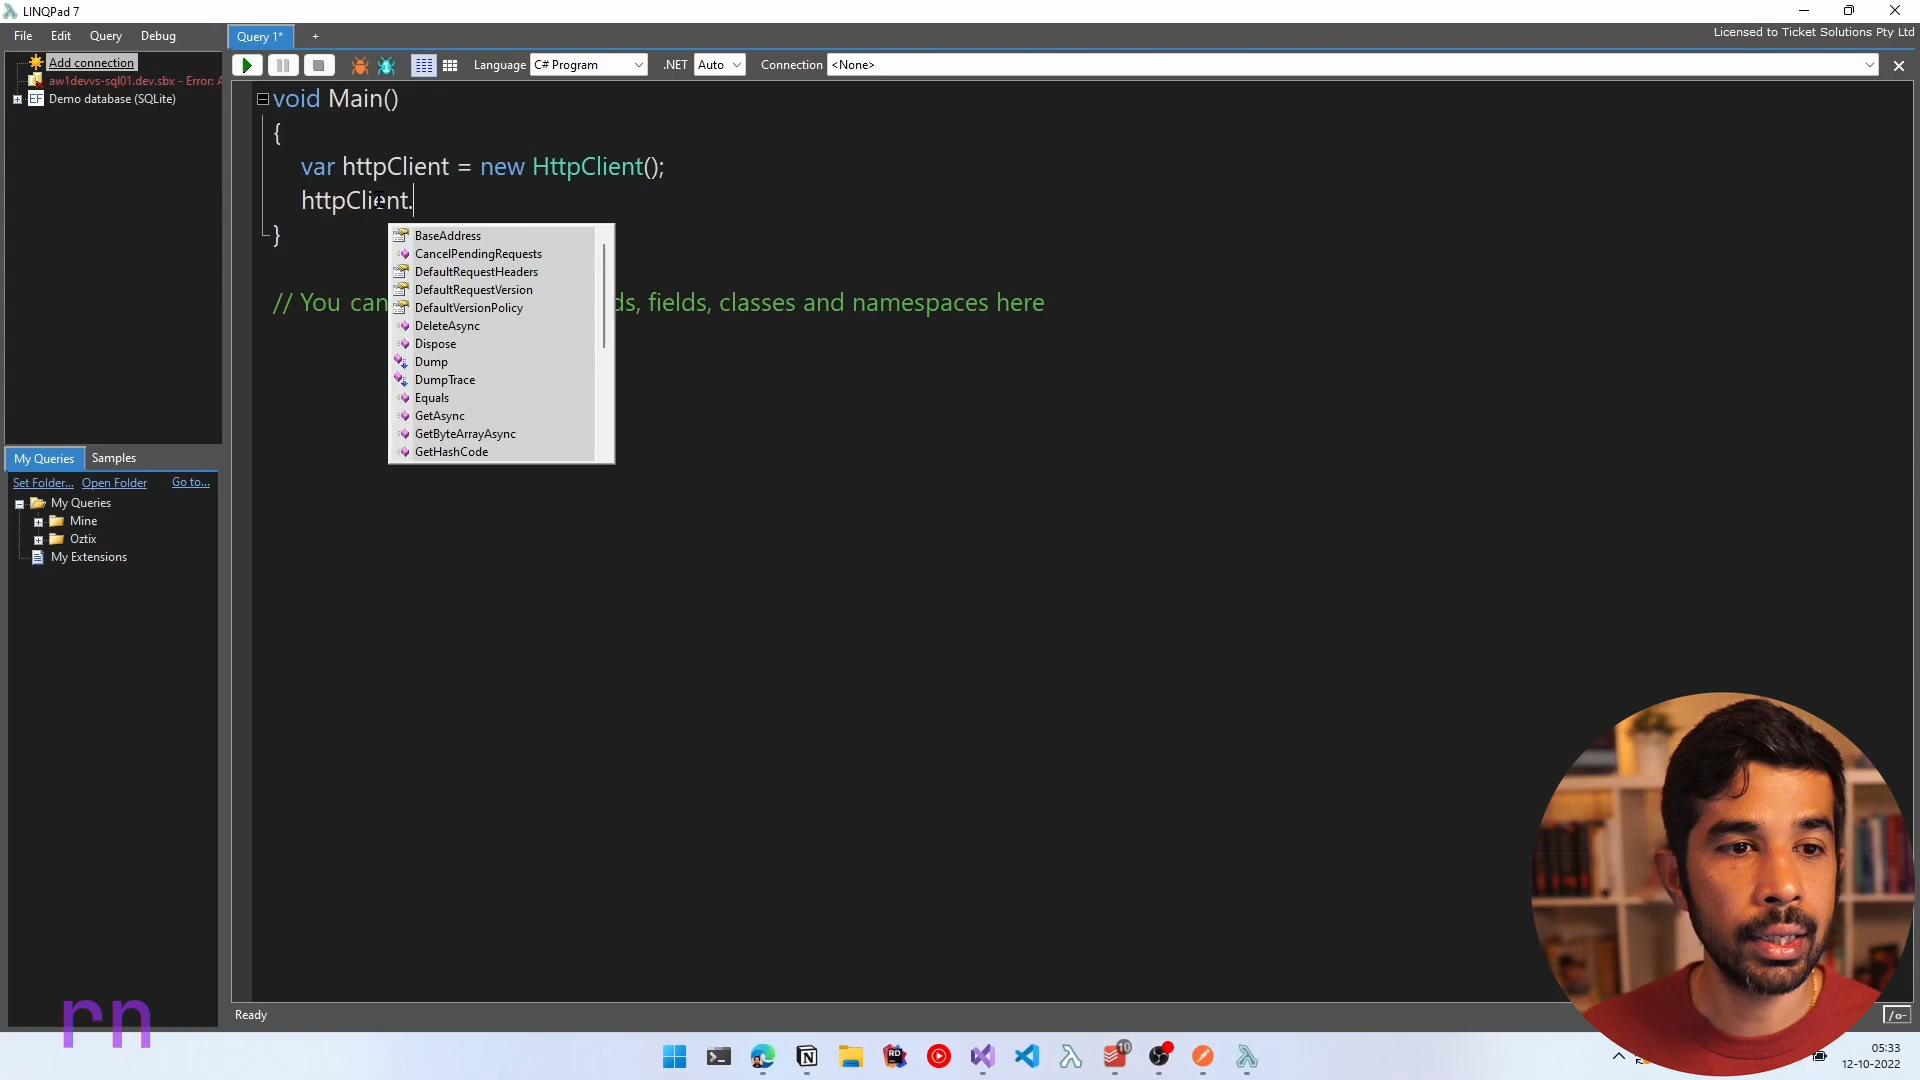 LINQPad 7
File Edit Query Debug
Query 1* +
Licensed to Ticket Solutions Pty Ltd
Add connection
aw1devvs-sql01.dev.sbx - Error: A
Demo database (SQLite)
Language C# Program .NET Auto Connection <None>
void Main()
{
var httpClient = new HttpClient();
httpClient.
}
// You can ds, fields, classes and namespaces here
BaseAddress
CancelPendingRequests
DefaultRequestHeaders
DefaultRequestVersion
DefaultVersionPolicy
DeleteAsync
Dispose
Dump
DumpTrace
Equals
GetAsync
GetByteArrayAsync
GetHashCode
My Queries Samples
Set Folder... Open Folder Go to...
My Queries
Mine
Oztix
My Extensions
rn
Ready
/o-
RD
10
05:33
12-10-2022